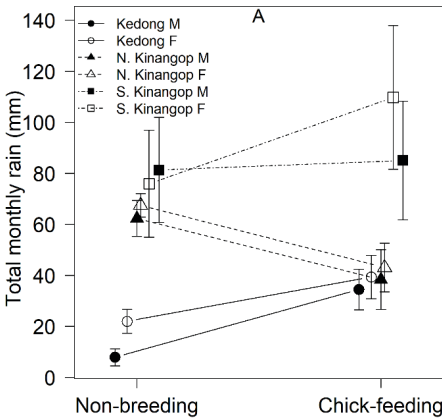 A
Kedong M
Kedong F
N. Kinangop M
N. Kinangop F
S. Kinangop M
S. Kinangop F
Total monthly rain (mm)
140
120
100
80
60
40
20
0
Non-breeding
Chick-feeding